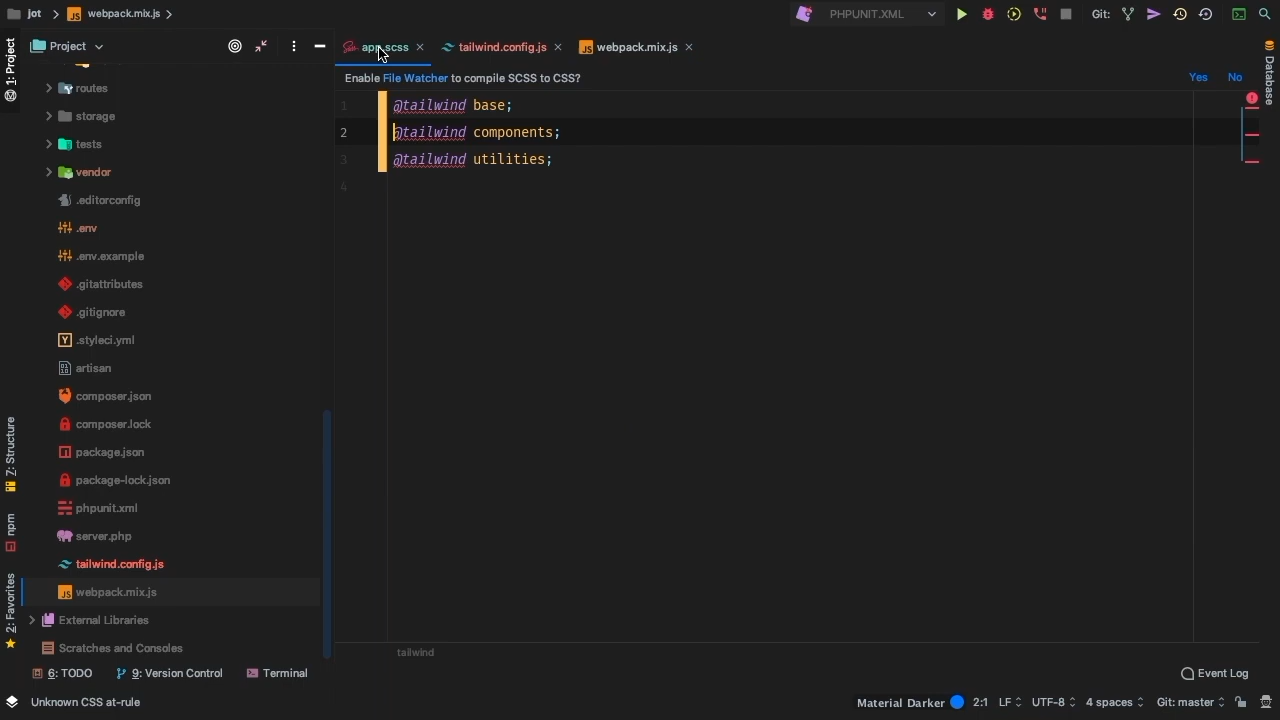 jot webpack.mix.js PHPUNIT.XML Git:
Project app.scss tailwind.config.js webpack.mix.js
Enable File Watcher to compile SCSS to CSS? Yes No
1: Project
Database
7: Structure
npm
2: Favorites
routes
storage
tests
vendor
.editorconfig
.env
.env.example
.gitattributes
.gitignore
.styleci.yml
artisan
composer.json
composer.lock
package.json
package-lock.json
phpunit.xml
server.php
tailwind.config.js
webpack.mix.js
External Libraries
Scratches and Consoles
1 @tailwind base;
2 @tailwind components;
3 @tailwind utilities;
4
tailwind
6: TODO 9: Version Control Terminal Event Log
Unknown CSS at-rule Material Darker 2:1 LF UTF-8 4 spaces Git: master